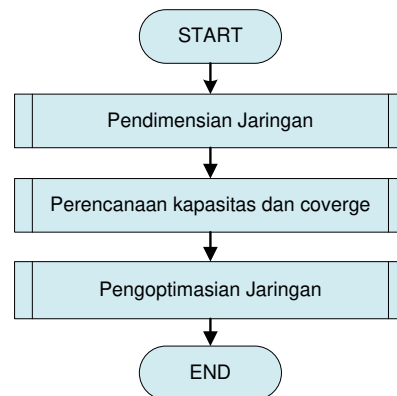 START
Pendimensian Jaringan
Perencanaan kapasitas dan coverge
Pengoptimasian Jaringan
END